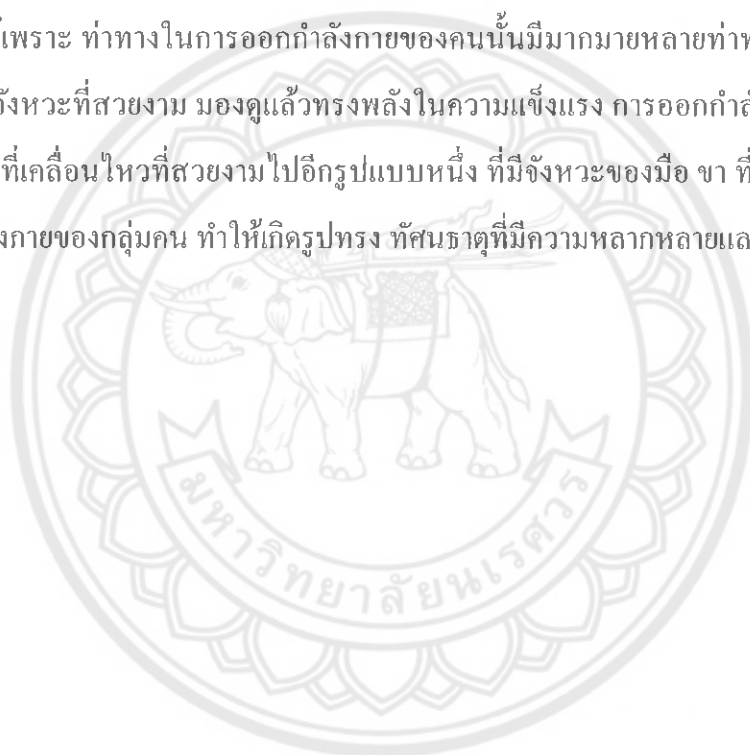 เพราะ ท่าทางในการออกกำลังกายของคนนั้นมีมากมายหลายท่า
จังหวะที่สวยงาม มองดูแล้วทรงพลังในความแข็งแรง การออกกำลั
ที่เคลื่อนไหวที่สวยงามไปอีกรูปแบบหนึ่ง ที่มีจังหวะของมือ ขา ที่
งกายของกลุ่มคน ทำให้เกิดรูปทรง ทัศนธาตุที่มีความหลากหลายและ
มหาวิทยาลัยนเรศวร